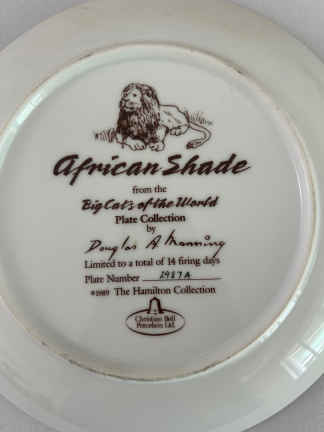 African Shade
from the
Big Cats of the World
Plate Collection
by
Douglas A Manning
Limited to a total of 14 firing days
Plate Number 2987A
©1989 The Hamilton Collection
Christian Bell
Porcelain Ltd.